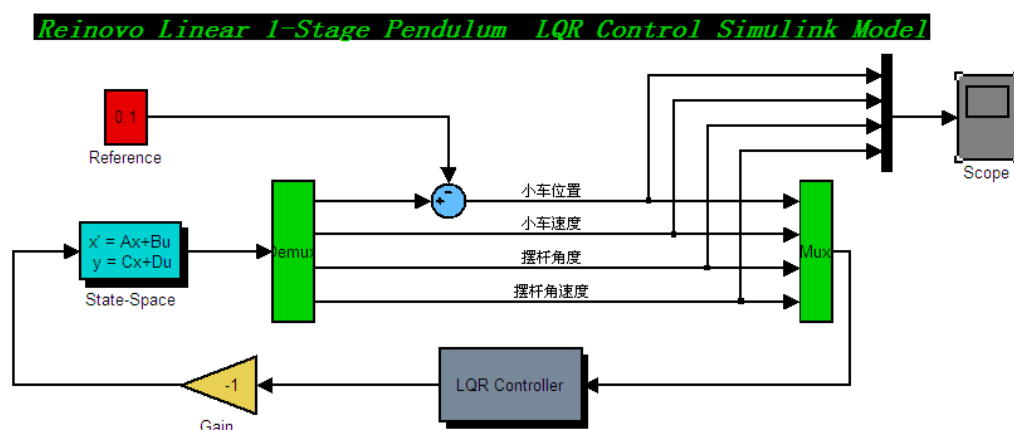 Reinovo Linear 1-Stage Pendulum LQR Control Simulink Model
0.1
Reference
Scope
小车位置
小车速度
摆杆角度
摆杆角速度
x' = Ax+Bu
y = Cx+Du
State-Space
Demux
Mux
LQR Controller
-1
Gain